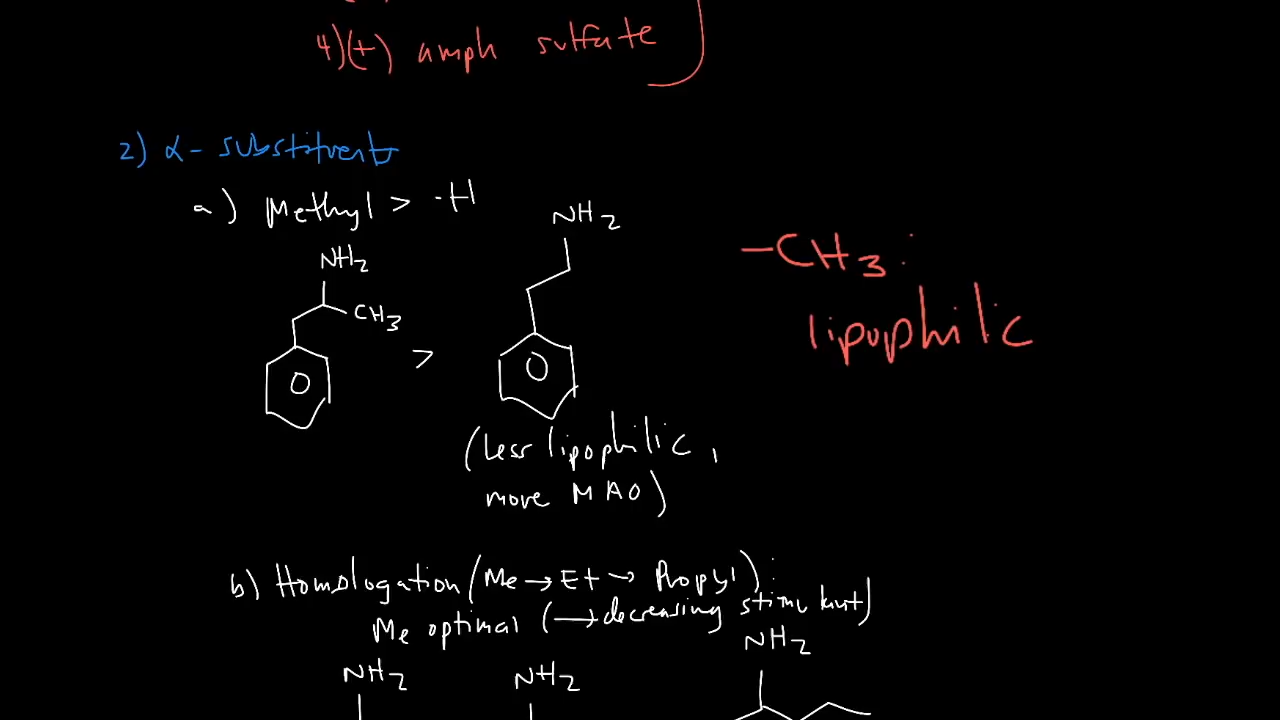 4)(+) amph sulfate
2) α- substituents
a) Methyl > -H
NH2
NH2
-CH3:
CH3
lipophilic
>
(Less lipophilic,
more MAO)
b) Homologation (Me → Et → Propyl):
Me optimal (→ decreasing stimulant)
NH2
NH2
NH2